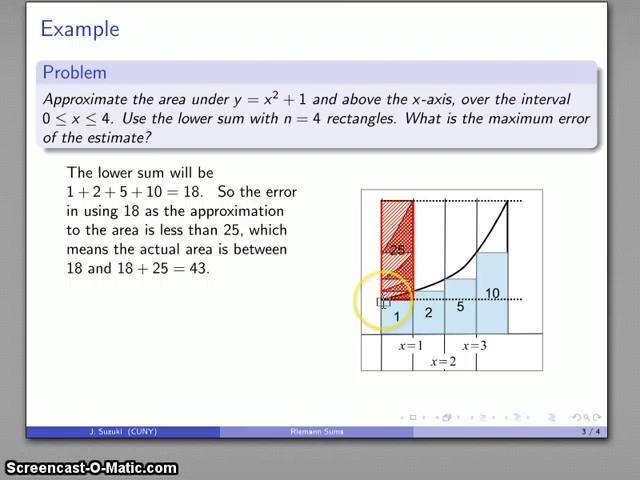 Example
Problem
Approximate the area under y = x² + 1 and above the x-axis, over the interval
0 ≤ x ≤ 4. Use the lower sum with n = 4 rectangles. What is the maximum error
of the estimate?
The lower sum will be
1 + 2 + 5 + 10 = 18. So the error
in using 18 as the approximation
to the area is less than 25, which
means the actual area is between
18 and 18 + 25 = 43.
25
1 2 5 10
x=1 x=3
x=2
J. Suzuki (CUNY) Riemann Sums 3 / 4
Screencast-O-Matic.com